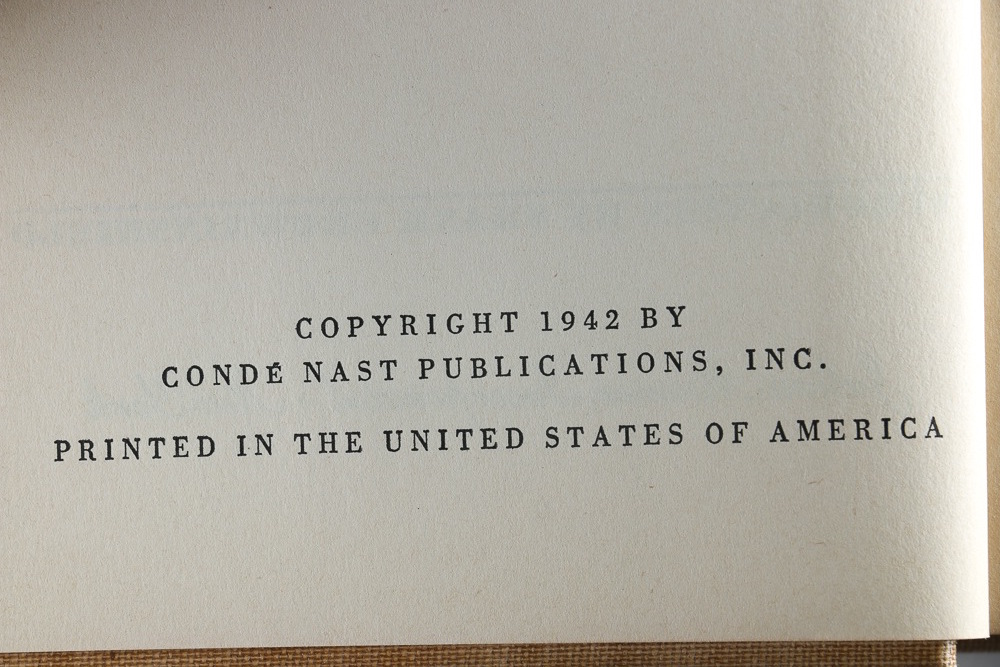 COPYRIGHT 1942 BY
CONDÉ NAST PUBLICATIONS, INC.
PRINTED IN THE UNITED STATES OF AMERICA